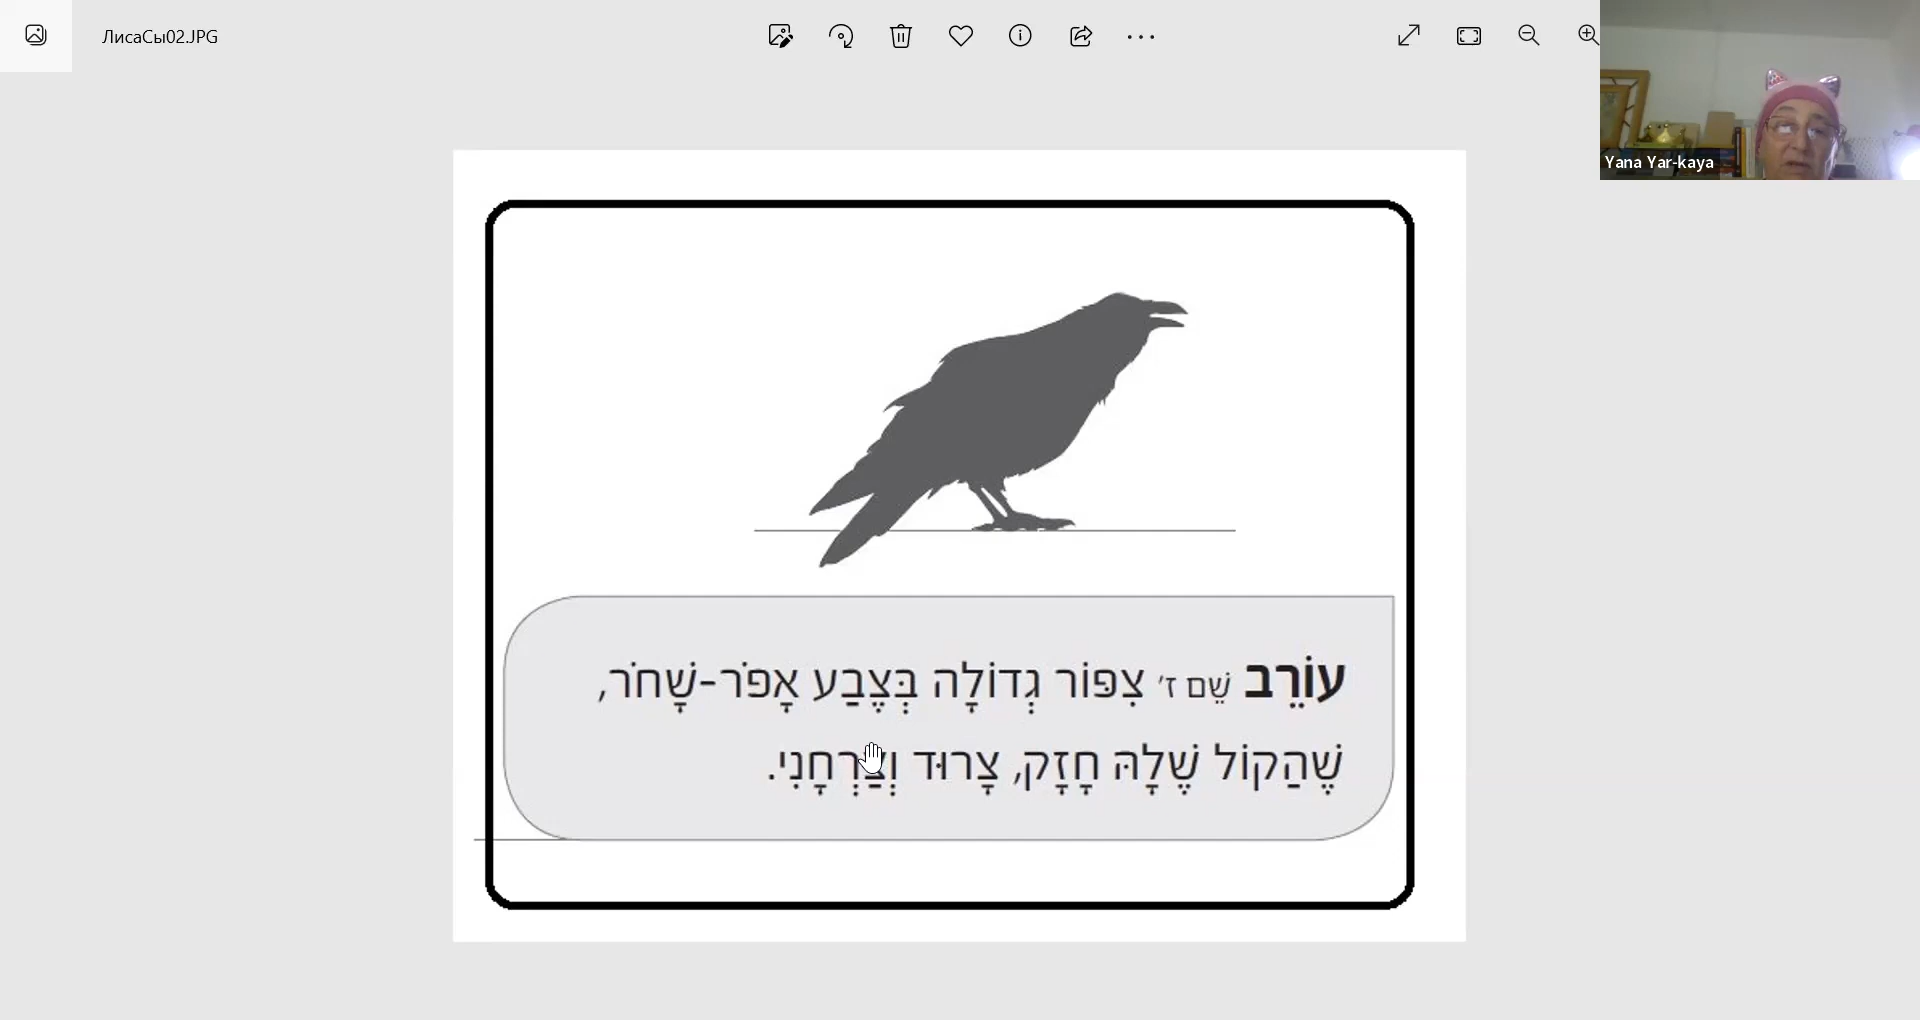 ЛисаСы02.JPG
Yana Yar-kaya
עוֹרֵב שֵׁם ז' צִפּוֹר גְּדוֹלָה בְּצֶבַע אָפֹר-שָׁחֹר,
שֶׁהַקּוֹל שֶׁלָּהּ חָזָק, צָרוּד וְצַרְחָנִי.